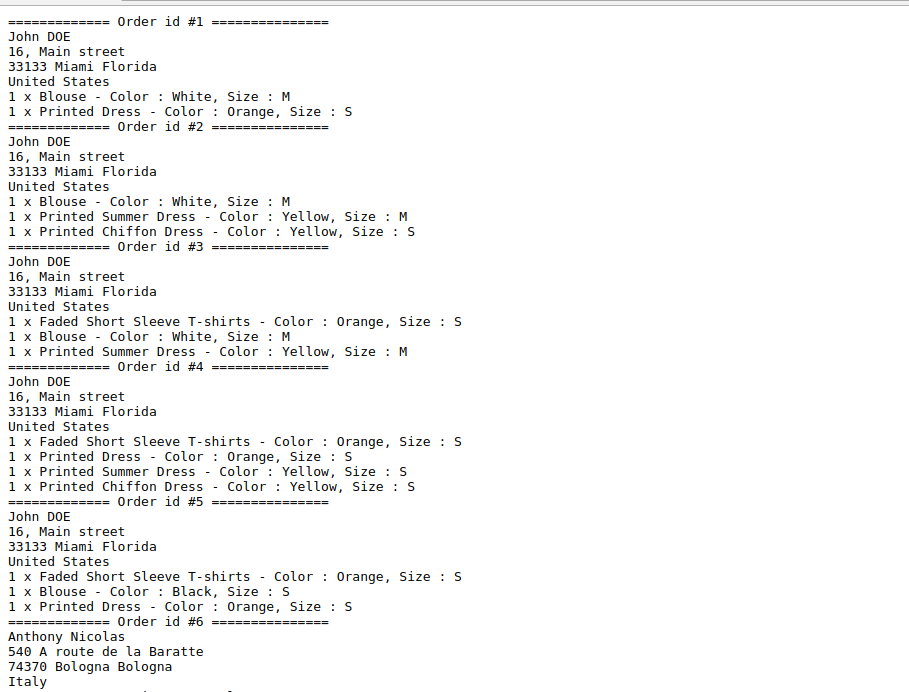 ============= Order id #1 ===============
John DOE
16, Main street
33133 Miami Florida
United States
1 x Blouse - Color : White, Size : M
1 x Printed Dress - Color : Orange, Size : S
============= Order id #2 ===============
John DOE
16, Main street
33133 Miami Florida
United States
1 x Blouse - Color : White, Size : M
1 x Printed Summer Dress - Color : Yellow, Size : M
1 x Printed Chiffon Dress - Color : Yellow, Size : S
============= Order id #3 ===============
John DOE
16, Main street
33133 Miami Florida
United States
1 x Faded Short Sleeve T-shirts - Color : Orange, Size : S
1 x Blouse - Color : White, Size : M
1 x Printed Summer Dress - Color : Yellow, Size : M
============= Order id #4 ===============
John DOE
16, Main street
33133 Miami Florida
United States
1 x Faded Short Sleeve T-shirts - Color : Orange, Size : S
1 x Printed Dress - Color : Orange, Size : S
1 x Printed Summer Dress - Color : Yellow, Size : S
1 x Printed Chiffon Dress - Color : Yellow, Size : S
============= Order id #5 ===============
John DOE
16, Main street
33133 Miami Florida
United States
1 x Faded Short Sleeve T-shirts - Color : Orange, Size : S
1 x Blouse - Color : Black, Size : S
1 x Printed Dress - Color : Orange, Size : S
============= Order id #6 ===============
Anthony Nicolas
540 A route de la Baratte
74370 Bologna Bologna
Italy